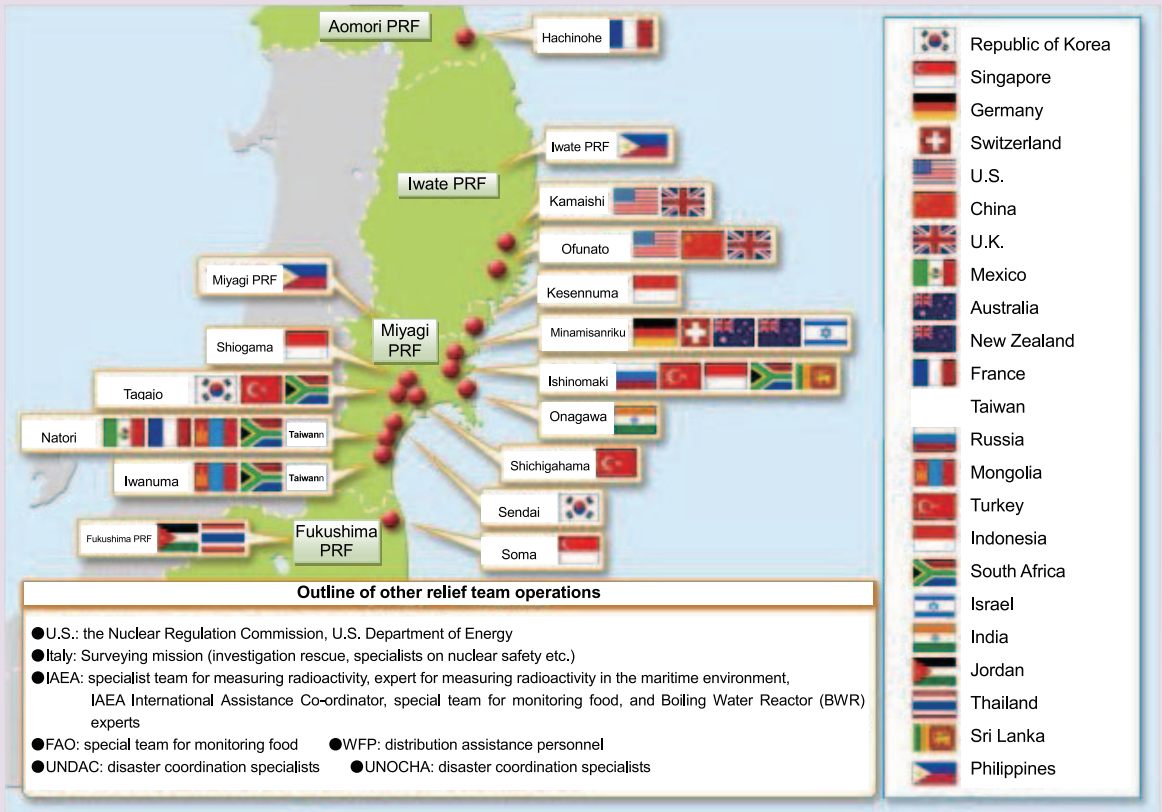 Aomori PRF
Hachinohe
Iwate PRF
Iwate PRF
Kamaishi
Ofunato
Miyagi PRF
Kesennuma
Miyagi
PRF
Minamisanriku
Shiogama
Ishinomaki
Tagajo
Onagawa
Natori
Taiwann
Shichigahama
Iwanuma
Taiwann
Sendai
Fukushima PRF
Fukushima
PRF
Soma
Republic of Korea
Singapore
Germany
Switzerland
U.S.
China
U.K.
Mexico
Australia
New Zealand
France
Taiwan
Russia
Mongolia
Turkey
Indonesia
South Africa
Israel
India
Jordan
Thailand
Sri Lanka
Philippines
Outline of other relief team operations
●U.S.: the Nuclear Regulation Commission, U.S. Department of Energy
●Italy: Surveying mission (investigation rescue, specialists on nuclear safety etc.)
●IAEA: specialist team for measuring radioactivity, expert for measuring radioactivity in the maritime environment,
IAEA International Assistance Co-ordinator, special team for monitoring food, and Boiling Water Reactor (BWR)
experts
●FAO: special team for monitoring food ●WFP: distribution assistance personnel
●UNDAC: disaster coordination specialists ●UNOCHA: disaster coordination specialists